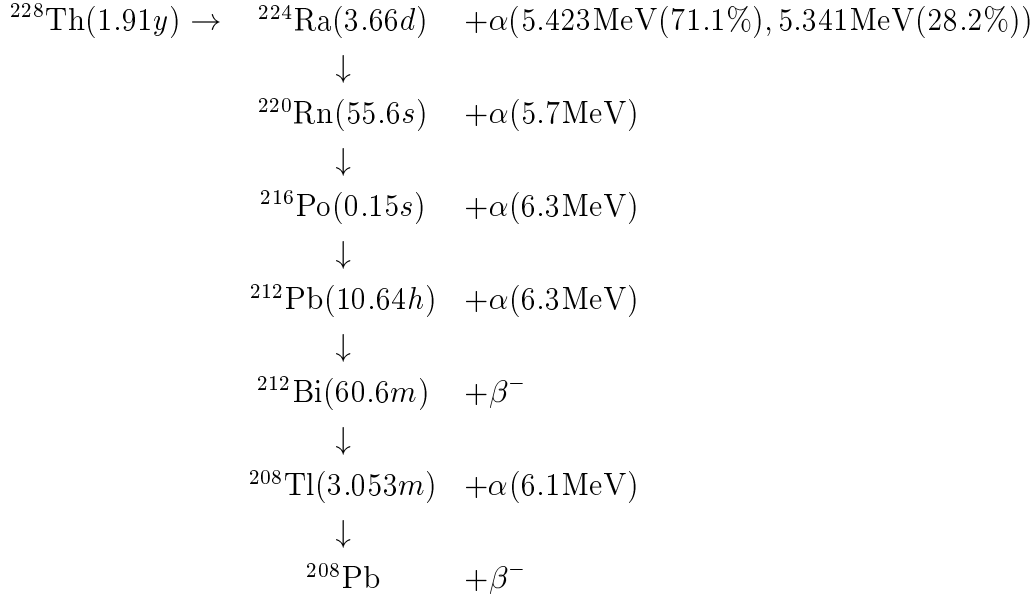 ²²⁸Th(1.91y) → ²²⁴Ra(3.66d) +α(5.423MeV(71.1%), 5.341MeV(28.2%))
↓
²²⁰Rn(55.6s) +α(5.7MeV)
↓
²¹⁶Po(0.15s) +α(6.3MeV)
↓
²¹²Pb(10.64h) +α(6.3MeV)
↓
²¹²Bi(60.6m) +β⁻
↓
²⁰⁸Tl(3.053m) +α(6.1MeV)
↓
²⁰⁸Pb +β⁻